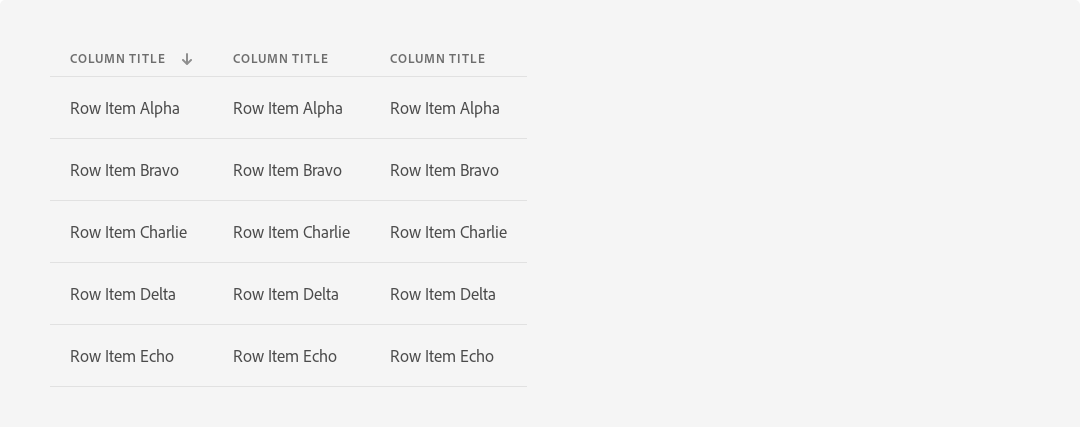 COLUMN TITLE COLUMN TITLE COLUMN TITLE
Row Item Alpha Row Item Alpha Row Item Alpha
Row Item Bravo Row Item Bravo Row Item Bravo
Row Item Charlie Row Item Charlie Row Item Charlie
Row Item Delta Row Item Delta Row Item Delta
Row Item Echo Row Item Echo Row Item Echo